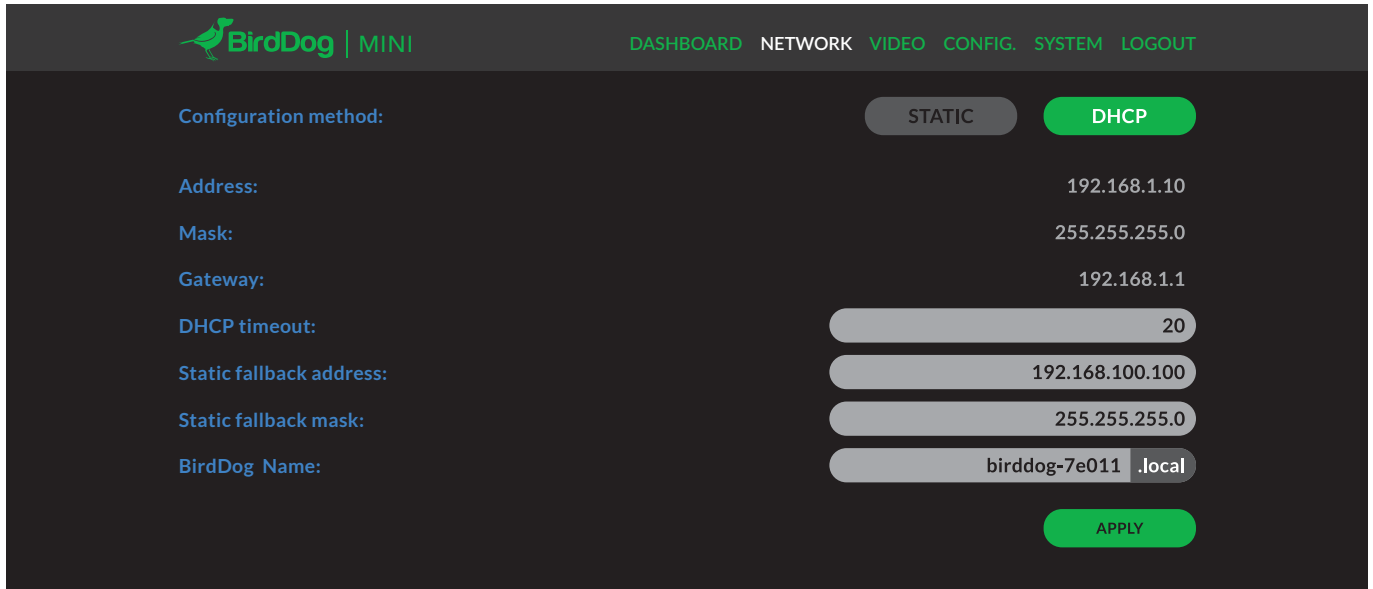 BirdDog | MINI
DASHBOARD NETWORK VIDEO CONFIG. SYSTEM LOGOUT
Configuration method: STATIC DHCP
Address: 192.168.1.10
Mask: 255.255.255.0
Gateway: 192.168.1.1
DHCP timeout: 20
Static fallback address: 192.168.100.100
Static fallback mask: 255.255.255.0
BirdDog Name: birddog-7e011 .local
APPLY